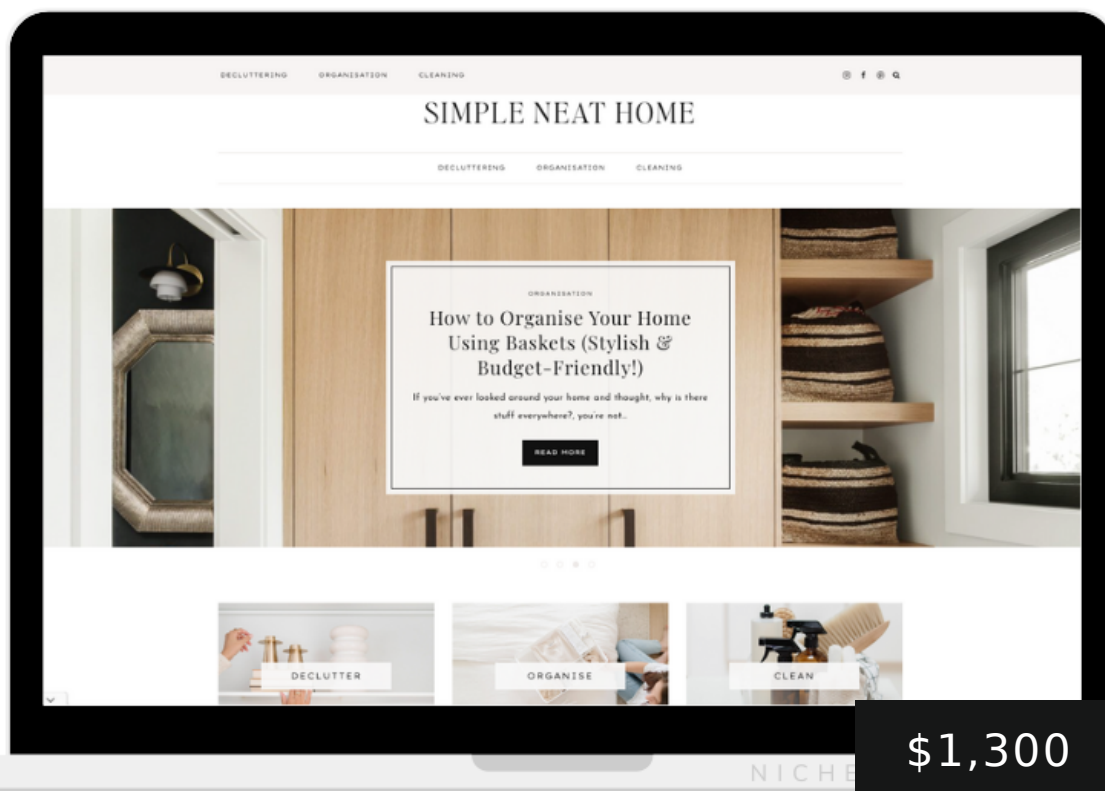 DECLUTTERING ORGANISATION CLEANING
SIMPLE NEAT HOME
DECLUTTERING ORGANISATION CLEANING
ORGANISATION
How to Organise Your Home
Using Baskets (Stylish &
Budget-Friendly!)
If you've ever looked around your home and thought, why is there
stuff everywhere?, you're not...
READ MORE
DECLUTTER ORGANISE CLEAN
$1,300
NICHE